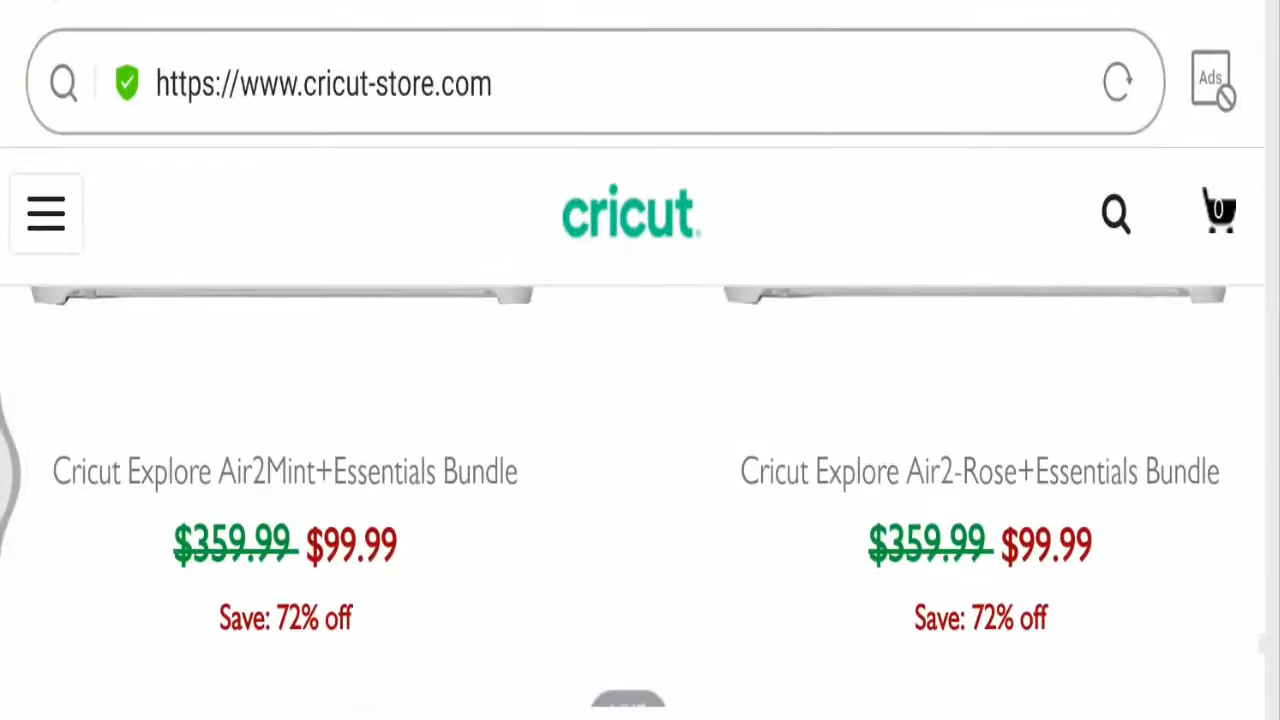 https://www.cricut-store.com
Ads
cricut
0
Cricut Explore Air2Mint+Essentials Bundle
$359.99 $99.99
Save: 72% off
Cricut Explore Air2-Rose+Essentials Bundle
$359.99 $99.99
Save: 72% off